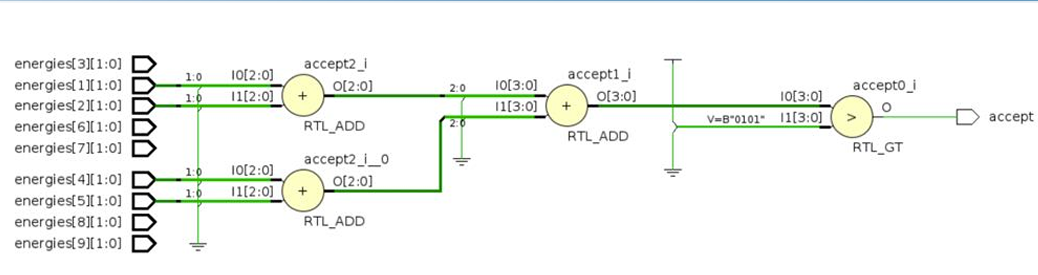 energies[3][1:0]
energies[1][1:0] 1:0 I0[2:0] accept2_i
energies[2][1:0] 1:0 I1[2:0] + O[2:0]
energies[6][1:0] RTL_ADD
energies[7][1:0]
2:0 I0[3:0] accept1_i
2:0 I1[3:0] + O[3:0]
RTL_ADD
I0[3:0] accept0_i
V=B"0101" I1[3:0] > O accept
RTL_GT
energies[4][1:0] 1:0 I0[2:0] accept2_i__0
energies[5][1:0] 1:0 I1[2:0] + O[2:0]
energies[8][1:0] RTL_ADD
energies[9][1:0]